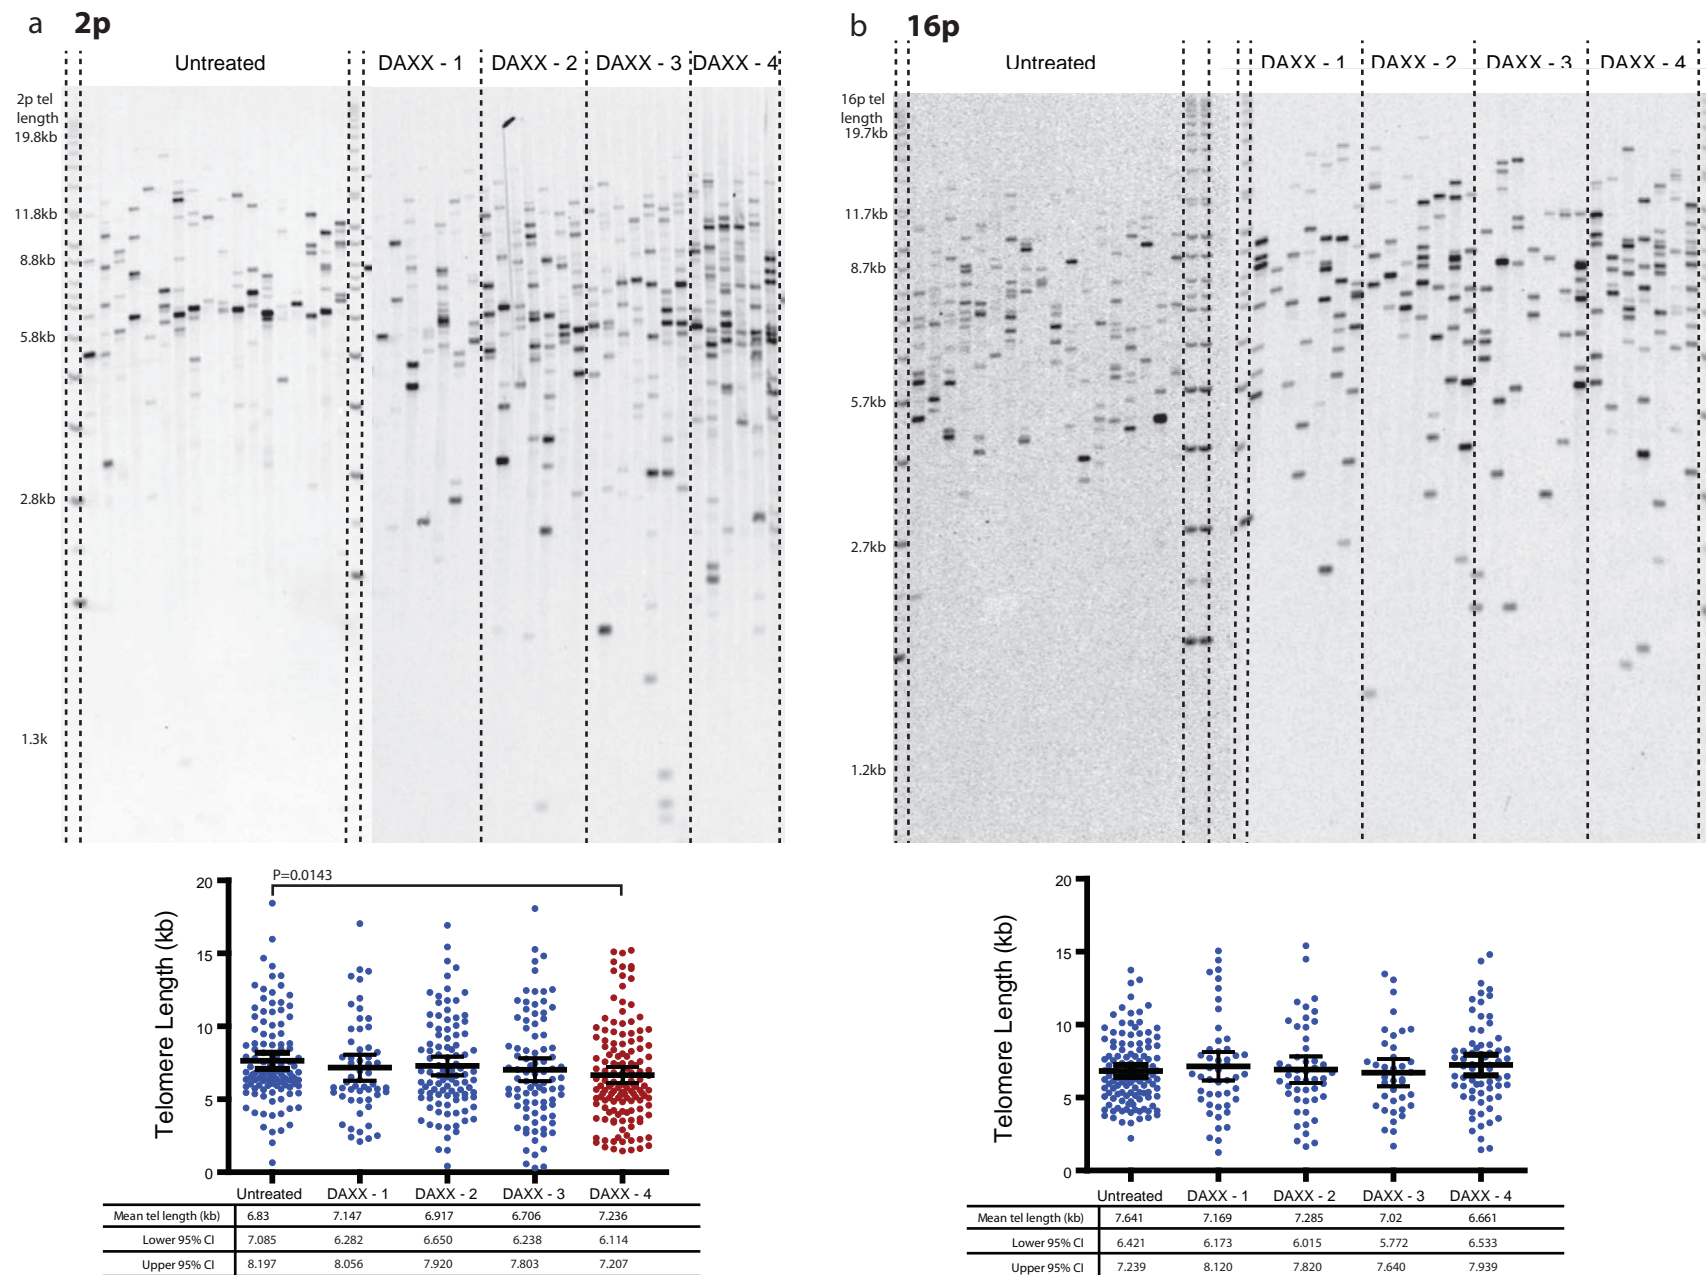 a 2p
Untreated DAXX - 1 DAXX - 2 DAXX - 3 DAXX - 4
2p tel
length
19.8kb
11.8kb
8.8kb
5.8kb
2.8kb
1.3k
P=0.0143
Telomere Length (kb)
20
15
10
5
0
Untreated DAXX - 1 DAXX - 2 DAXX - 3 DAXX - 4
Mean tel length (kb) 6.83 7.147 6.917 6.706 7.236
Lower 95% CI 7.085 6.282 6.650 6.238 6.114
Upper 95% CI 8.197 8.056 7.920 7.803 7.207
b 16p
Untreated DAXX - 1 DAXX - 2 DAXX - 3 DAXX - 4
16p tel
length
19.7kb
11.7kb
8.7kb
5.7kb
2.7kb
1.2kb
Telomere Length (kb)
20
15
10
5
0
Untreated DAXX - 1 DAXX - 2 DAXX - 3 DAXX - 4
Mean tel length (kb) 7.641 7.169 7.285 7.02 6.661
Lower 95% CI 6.421 6.173 6.015 5.772 6.533
Upper 95% CI 7.239 8.120 7.820 7.640 7.939